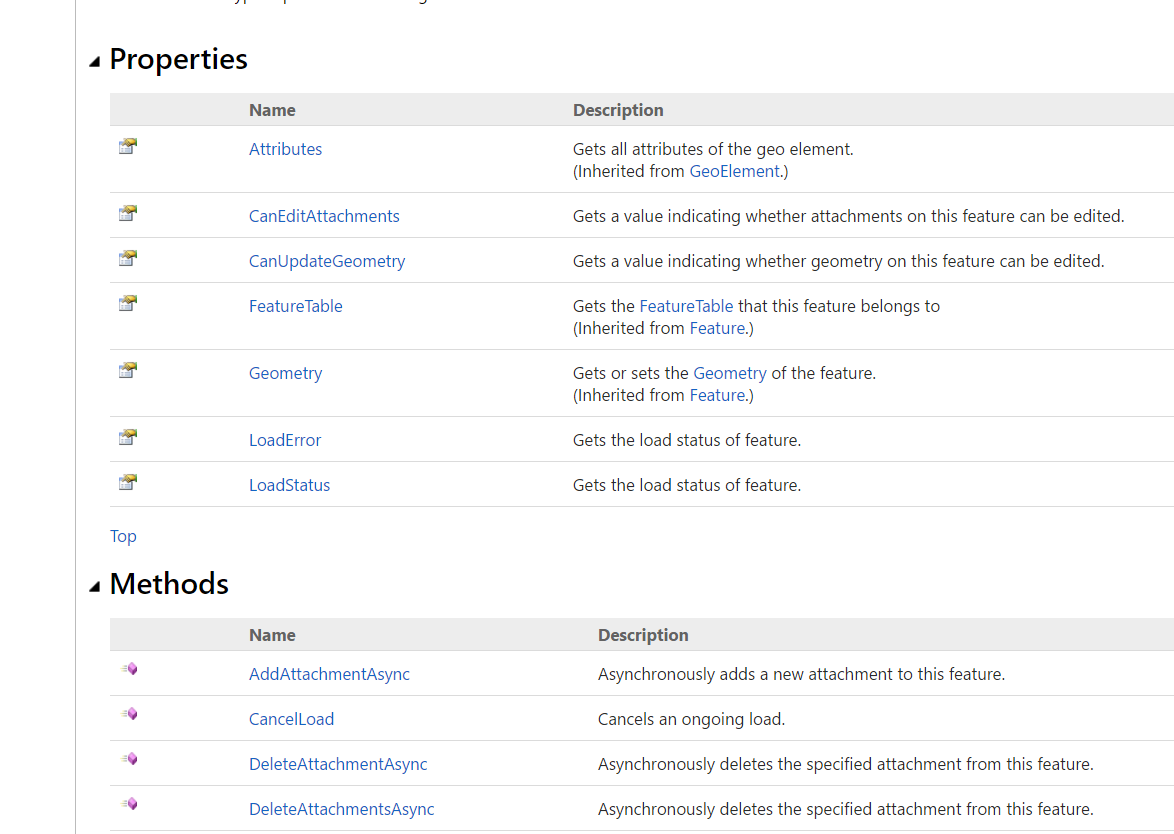 Properties
Name Description
Attributes Gets all attributes of the geo element.
(Inherited from GeoElement.)
CanEditAttachments Gets a value indicating whether attachments on this feature can be edited.
CanUpdateGeometry Gets a value indicating whether geometry on this feature can be edited.
FeatureTable Gets the FeatureTable that this feature belongs to
(Inherited from Feature.)
Geometry Gets or sets the Geometry of the feature.
(Inherited from Feature.)
LoadError Gets the load status of feature.
LoadStatus Gets the load status of feature.
Top
Methods
Name Description
AddAttachmentAsync Asynchronously adds a new attachment to this feature.
CancelLoad Cancels an ongoing load.
DeleteAttachmentAsync Asynchronously deletes the specified attachment from this feature.
DeleteAttachmentsAsync Asynchronously deletes the specified attachment from this feature.